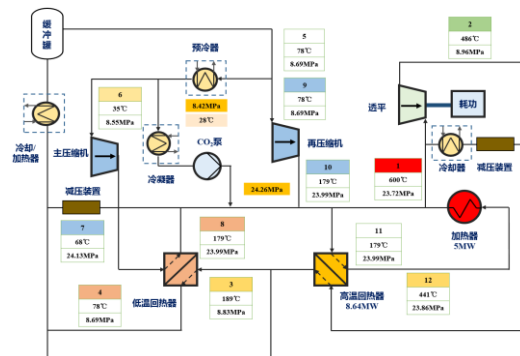 缓冲罐
2
486℃
8.96MPa
预冷器
5
78℃
8.69MPa
6
35℃
8.55MPa
8.42MPa
28℃
9
78℃
8.69MPa
透平
耗功
冷却/
加热器
主压缩机
冷凝器
CO₂泵
再压缩机
冷却器
减压装置
减压装置
24.26MPa
10
179℃
23.99MPa
1
600℃
23.72MPa
加热器
5MW
7
68℃
24.13MPa
8
179℃
23.99MPa
11
179℃
23.99MPa
4
78℃
8.69MPa
低温回热器
3
189℃
8.83MPa
高温回热器
8.64MW
12
441℃
23.86MPa